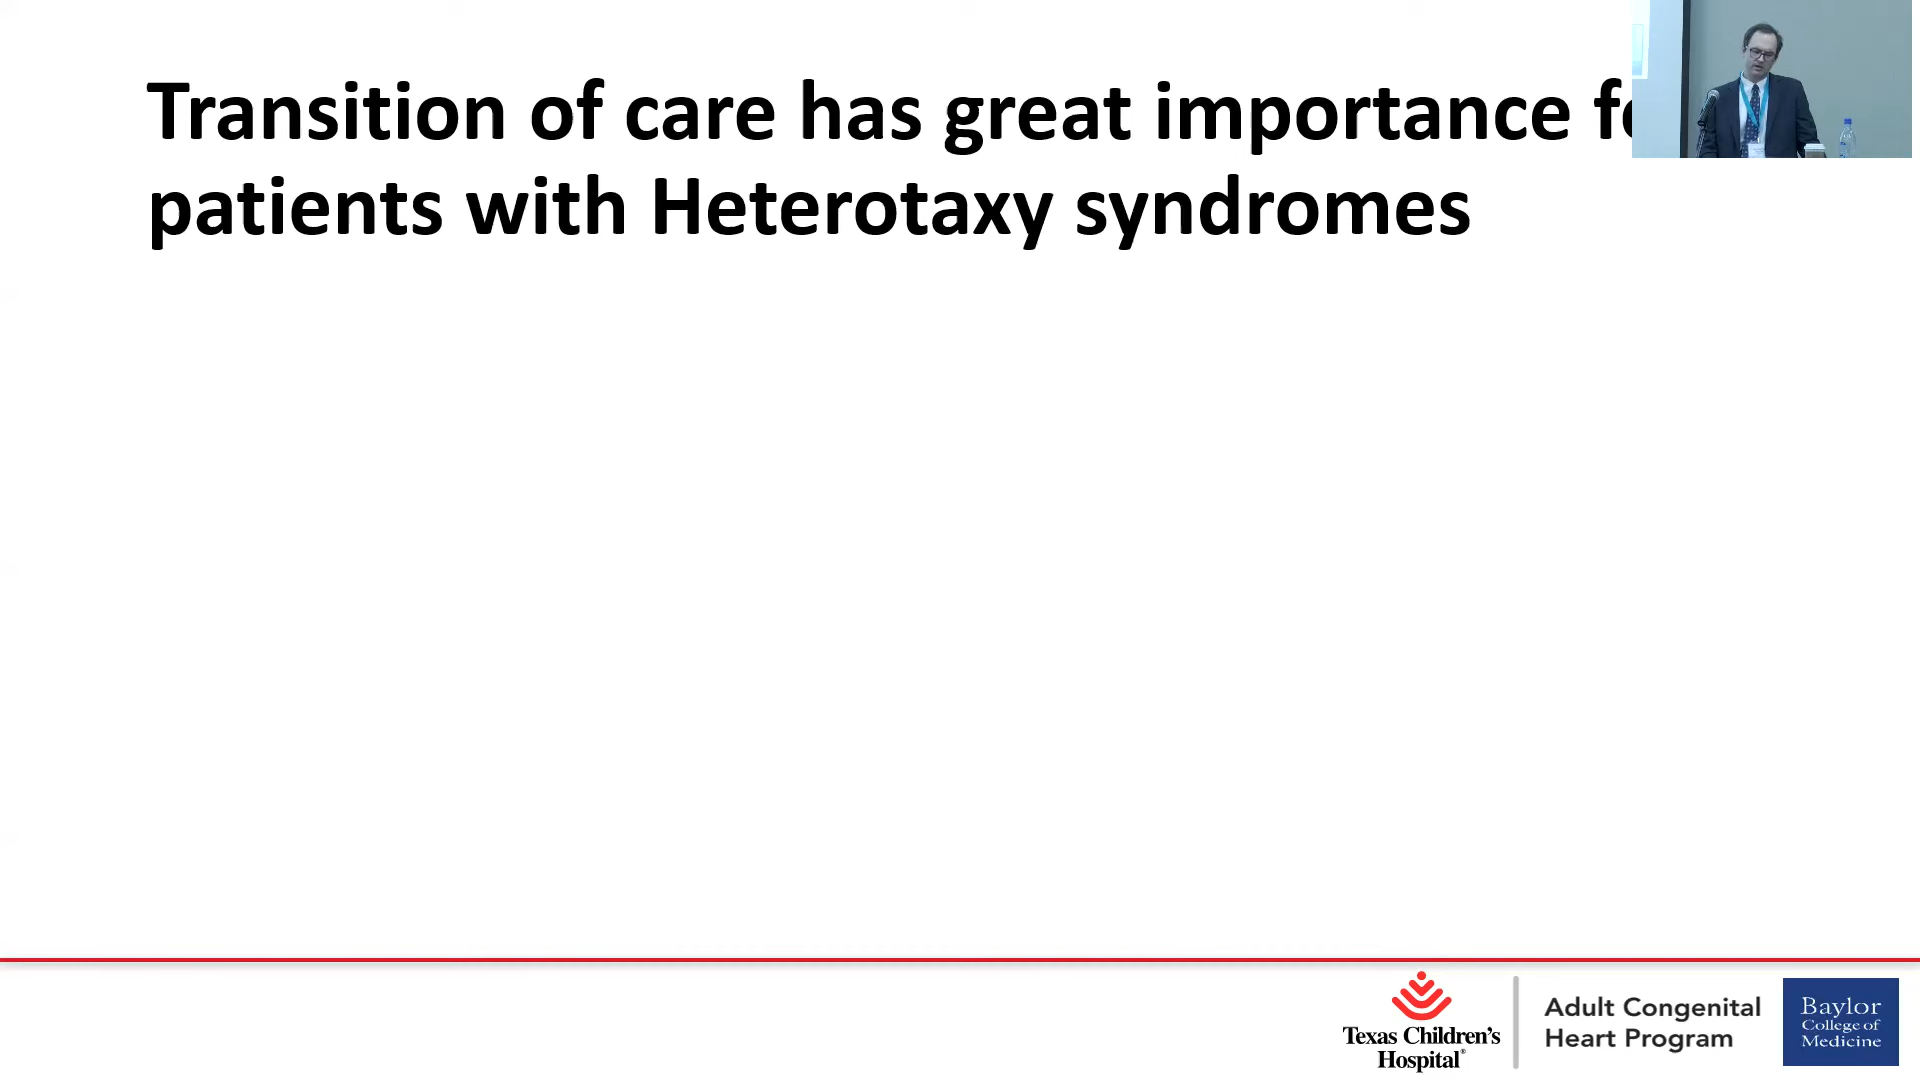 Transition of care has great importance
patients with Heterotaxy syndromes
Texas Children's
Hospital®
Adult Congenital
Heart Program
Baylor
College of
Medicine